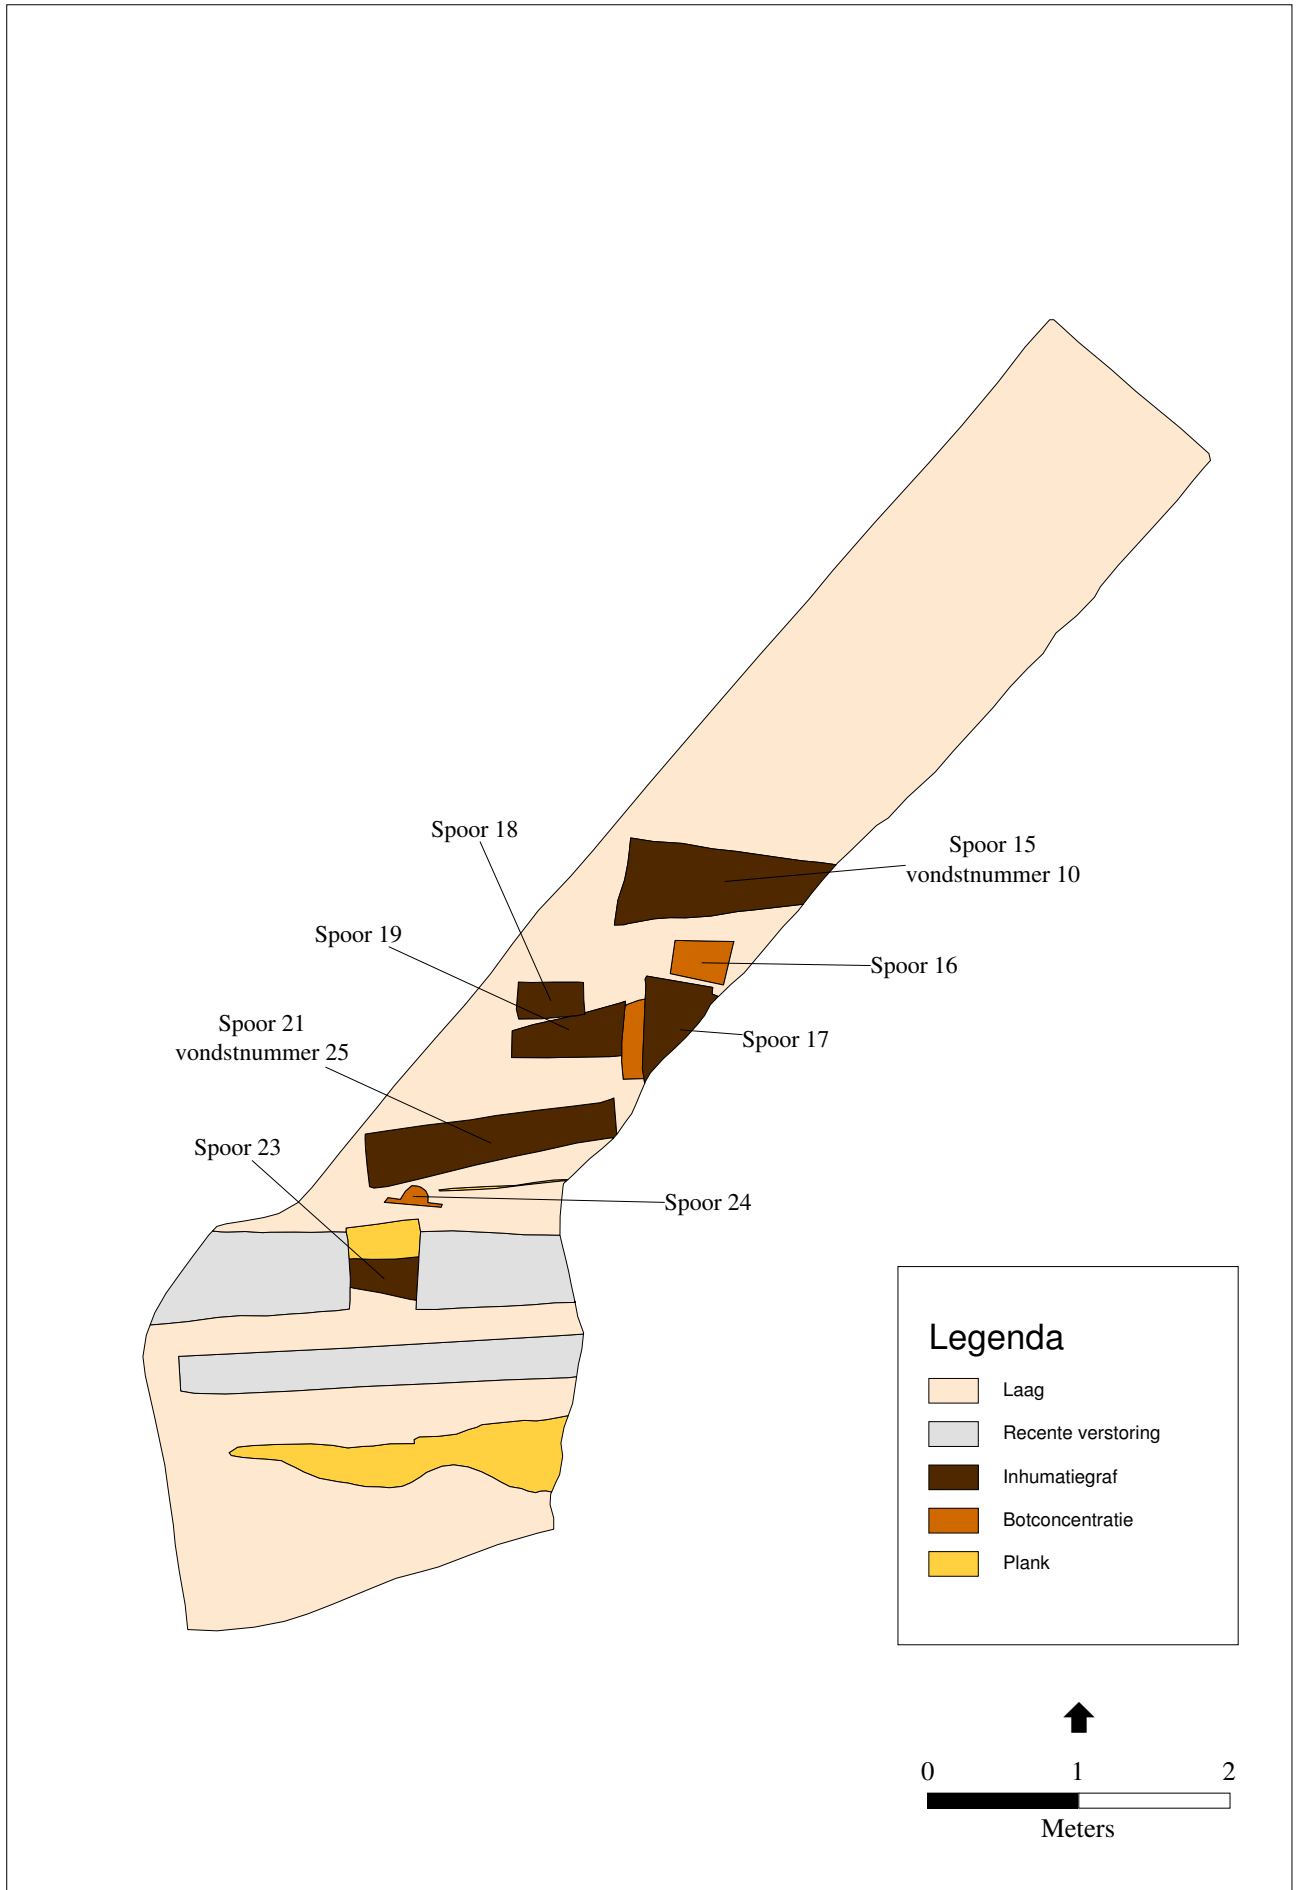 Spoor 18
Spoor 15
vondstnummer 10
Spoor 19
Spoor 16
Spoor 21
vondstnummer 25
Spoor 17
Spoor 23
Spoor 24
Legenda
Laag
Recente verstoring
Inhumatiegraf
Botconcentratie
Plank
0 1 2
Meters